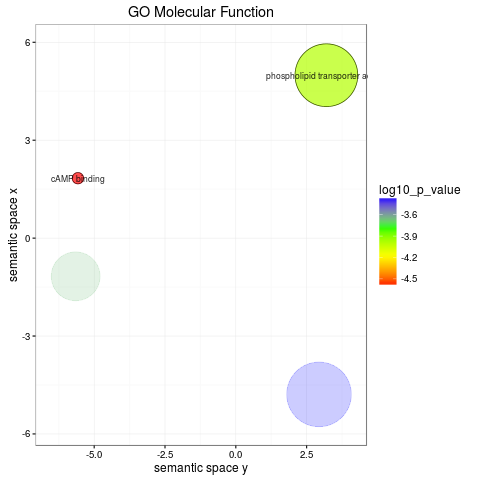 GO Molecular Function
6
3
0
-3
-6
semantic space x
phospholipid transporter a
cAMP binding
-5.0
-2.5
0.0
2.5
semantic space y
log10_p_value
-3.6
-3.9
-4.2
-4.5